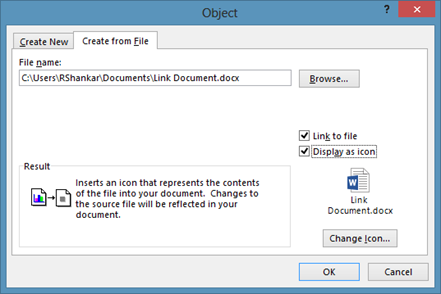 Object
?
Create New
Create from File
File name:
C:\Users\RShankar\Documents\Link Document.docx
Browse...
Link to file
Display as icon
Result
Inserts an icon that represents the contents
of the file into your document. Changes to
the source file will be reflected in your
document.
Link
Document.docx
Change Icon...
OK
Cancel